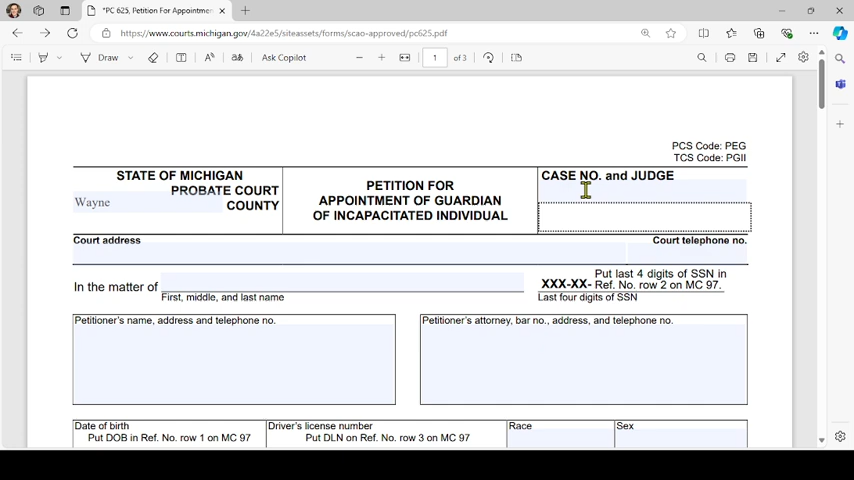 *PC 625, Petition For Appointmen
https://www.courts.michigan.gov/4a22e5/siteassets/forms/scao-approved/pc625.pdf
Draw
Ask Copilot
1 of 3
PCS Code: PEG
TCS Code: PGII
STATE OF MICHIGAN
PROBATE COURT
Wayne
COUNTY
PETITION FOR
APPOINTMENT OF GUARDIAN
OF INCAPACITATED INDIVIDUAL
CASE NO. and JUDGE
Court address
Court telephone no.
In the matter of
First, middle, and last name
XXX-XX-
Put last 4 digits of SSN in
Ref. No. row 2 on MC 97.
Last four digits of SSN
Petitioner's name, address and telephone no.
Petitioner's attorney, bar no., address, and telephone no.
Date of birth
Put DOB in Ref. No. row 1 on MC 97
Driver's license number
Put DLN on Ref. No. row 3 on MC 97
Race
Sex